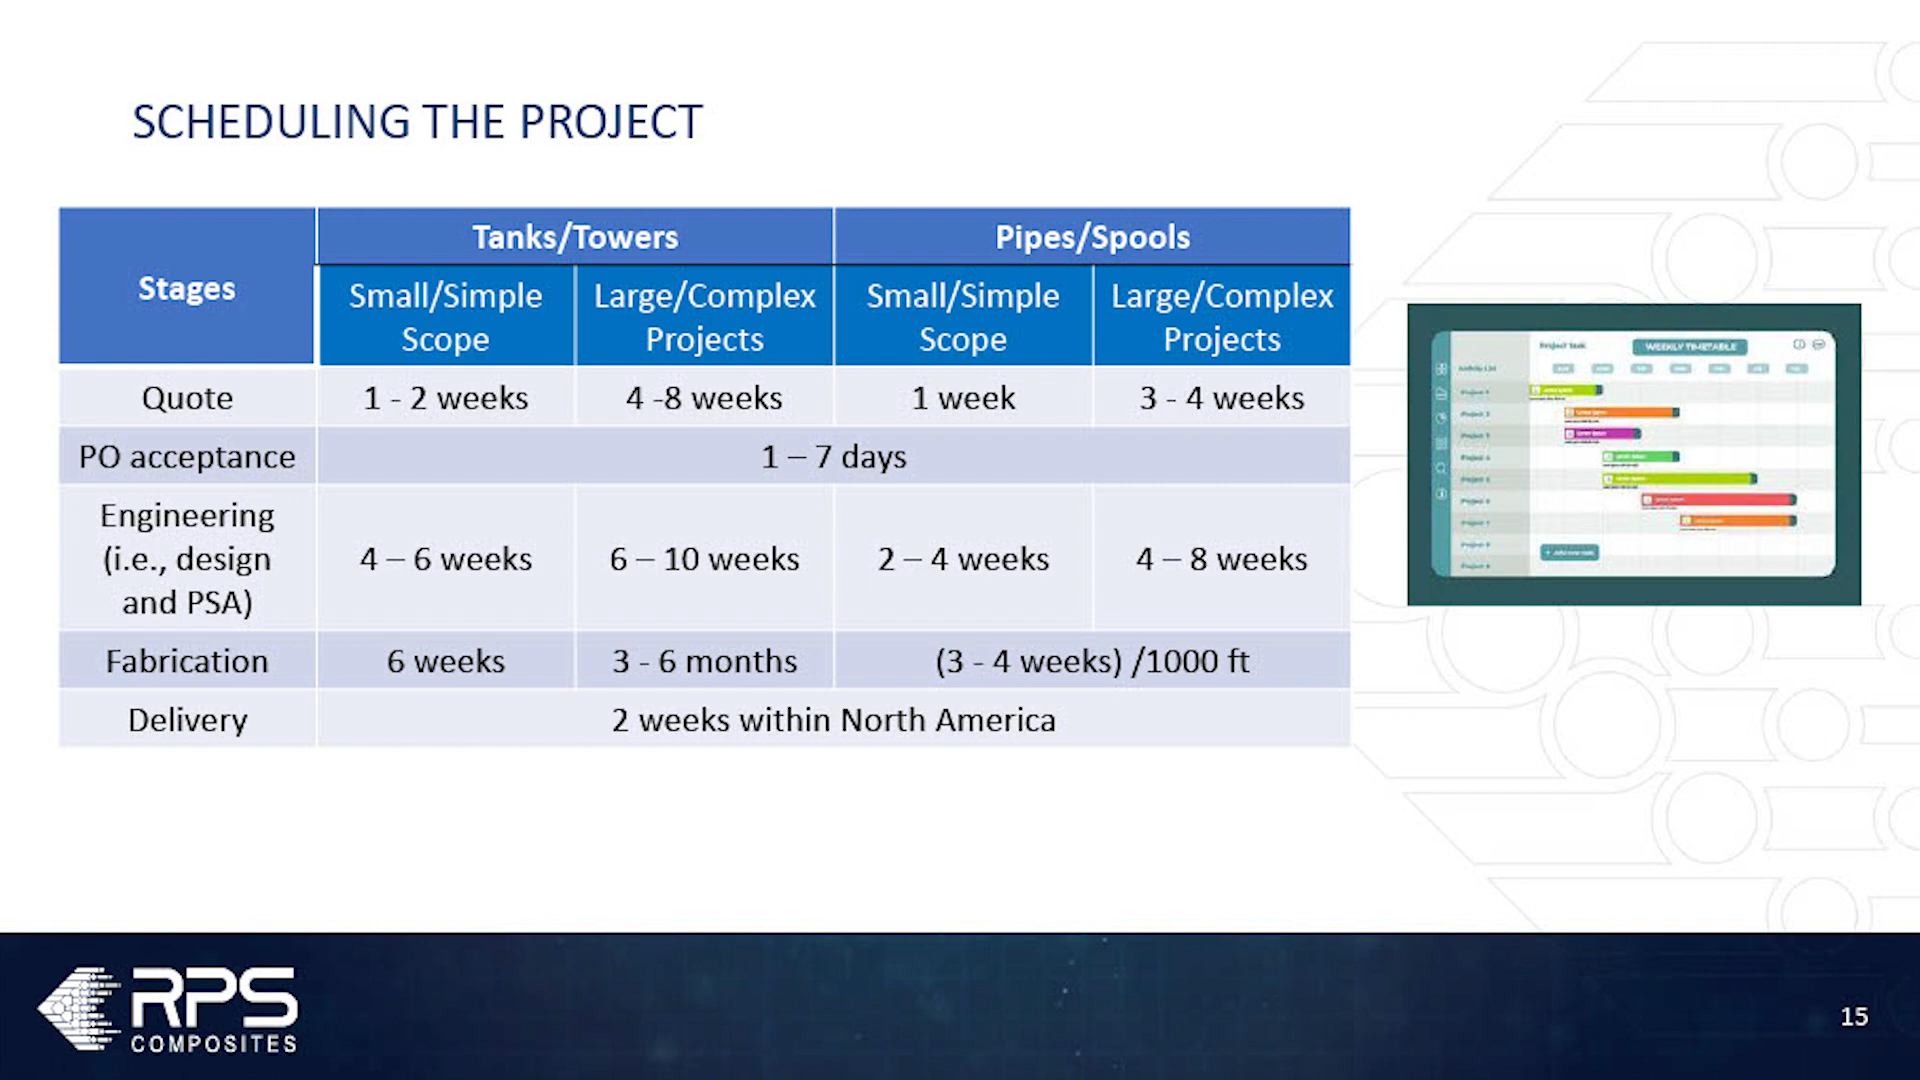 SCHEDULING THE PROJECT
Stages
Tanks/Towers
Pipes/Spools
Small/Simple
Scope
Large/Complex
Projects
Small/Simple
Scope
Large/Complex
Projects
Quote
1 - 2 weeks
4 -8 weeks
1 week
3 - 4 weeks
PO acceptance
1 – 7 days
Engineering
(i.e., design
and PSA)
4 – 6 weeks
6 – 10 weeks
2 – 4 weeks
4 – 8 weeks
Fabrication
6 weeks
3 - 6 months
(3 - 4 weeks) /1000 ft
Delivery
2 weeks within North America
Project Task
WEEKLY TIMETABLE
RPS
COMPOSITES
15